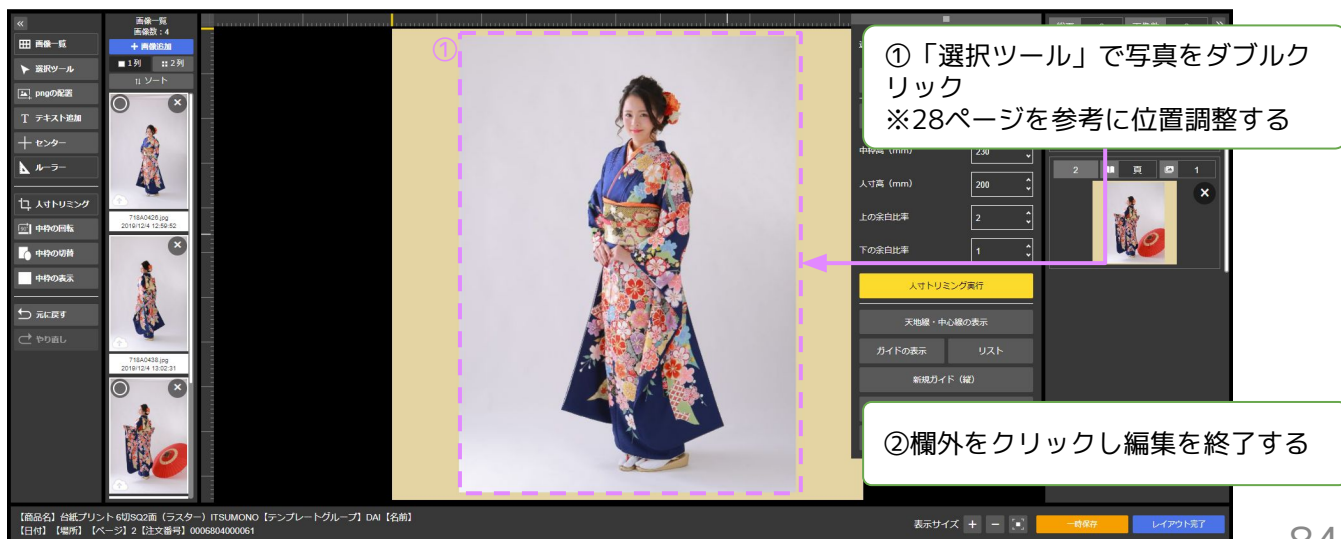 «
画像一覧
選択ツール
pngの配置
テキスト追加
センター
ルーラー
人寸トリミング
中枠の回転
中枠の切替
中枠の表示
元に戻す
やり直し
画像一覧
画像数：4
+ 画像追加
1列
2列
ソート
718A0426.jpg
2019/12/4 12:59:52
718A0438.jpg
2019/12/4 13:02:31
①
①「選択ツール」で写真をダブルク
リック
※28ページを参考に位置調整する
中枠高（mm）
230
人寸高（mm）
200
上の余白比率
2
下の余白比率
1
人寸トリミング実行
天地線・中心線の表示
ガイドの表示
リスト
新規ガイド（縦）
2
頁
1
②欄外をクリックし編集を終了する
【商品名】台紙プリント 6切SQ2面（ラスター）ITSUMONO【テンプレートグループ】DAI【名前】
【日付】【場所】【ページ】2【注文番号】0006804000061
表示サイズ
+
−
一時保存
レイアウト完了